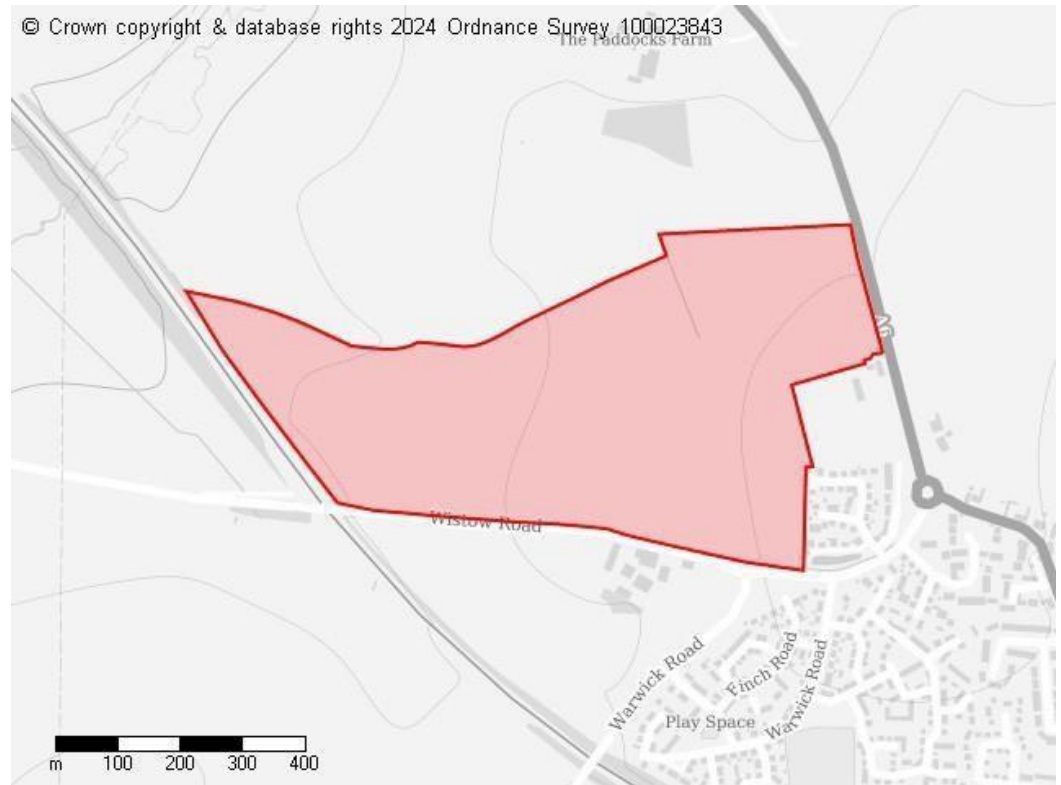 © Crown copyright & database rights 2024 Ordnance Survey 100023843
The Paddocks Farm
A6
Wistow Road
Warwick Road
Finch Road
Warwick Road
Play Space
m 100 200 300 400